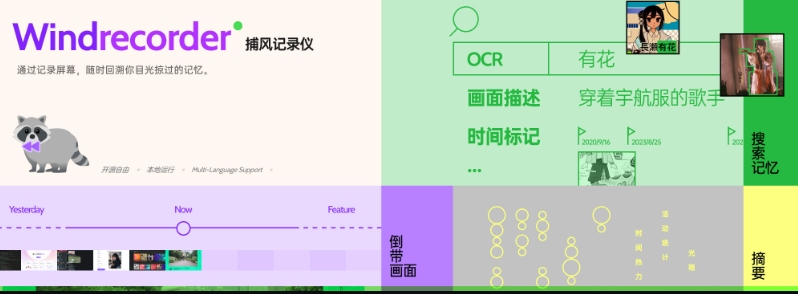 Windrecorder 捕风记录仪
通过记录屏幕，随时回溯你目光掠过的记忆。
开源自由 本地运行 Multi-Language Support
OCR 有花
長瀬有花
画面描述 穿着宇航服的歌手
时间标记
2020/9/16 2023/8/25 202
...
搜索记忆
Yesterday Now Feature
倒带画面
时间热力
活动统计
光箱
摘要